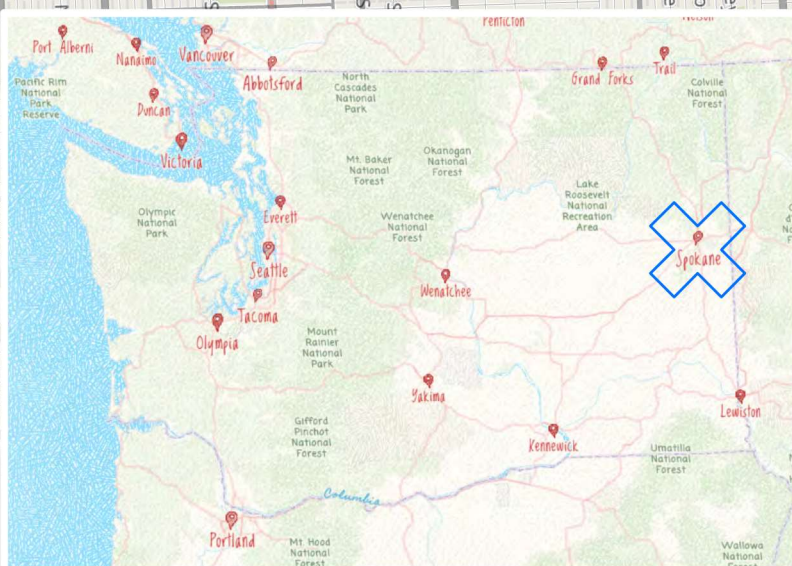 Penticton
Nelson
Port Alberni
Nanaimo
Vancouver
Abbotsford
Grand Forks
Trail
Pacific Rim
National
Park
Reserve
Duncan
North
Cascades
National
Park
Colville
National
Forest
Victoria
Mt. Baker
National
Forest
Okanogan
National
Forest
Lake
Roosevelt
National
Recreation
Area
Olympic
National
Park
Everett
Wenatchee
National
Forest
Seattle
Spokane
Wenatchee
Tacoma
Olympia
Mount
Rainier
National
Park
Yakima
Lewiston
Gifford
Pinchot
National
Forest
Kennewick
Umatilla
National
Forest
Columbia
Portland
Mt. Hood
National
Forest
Wallowa
National